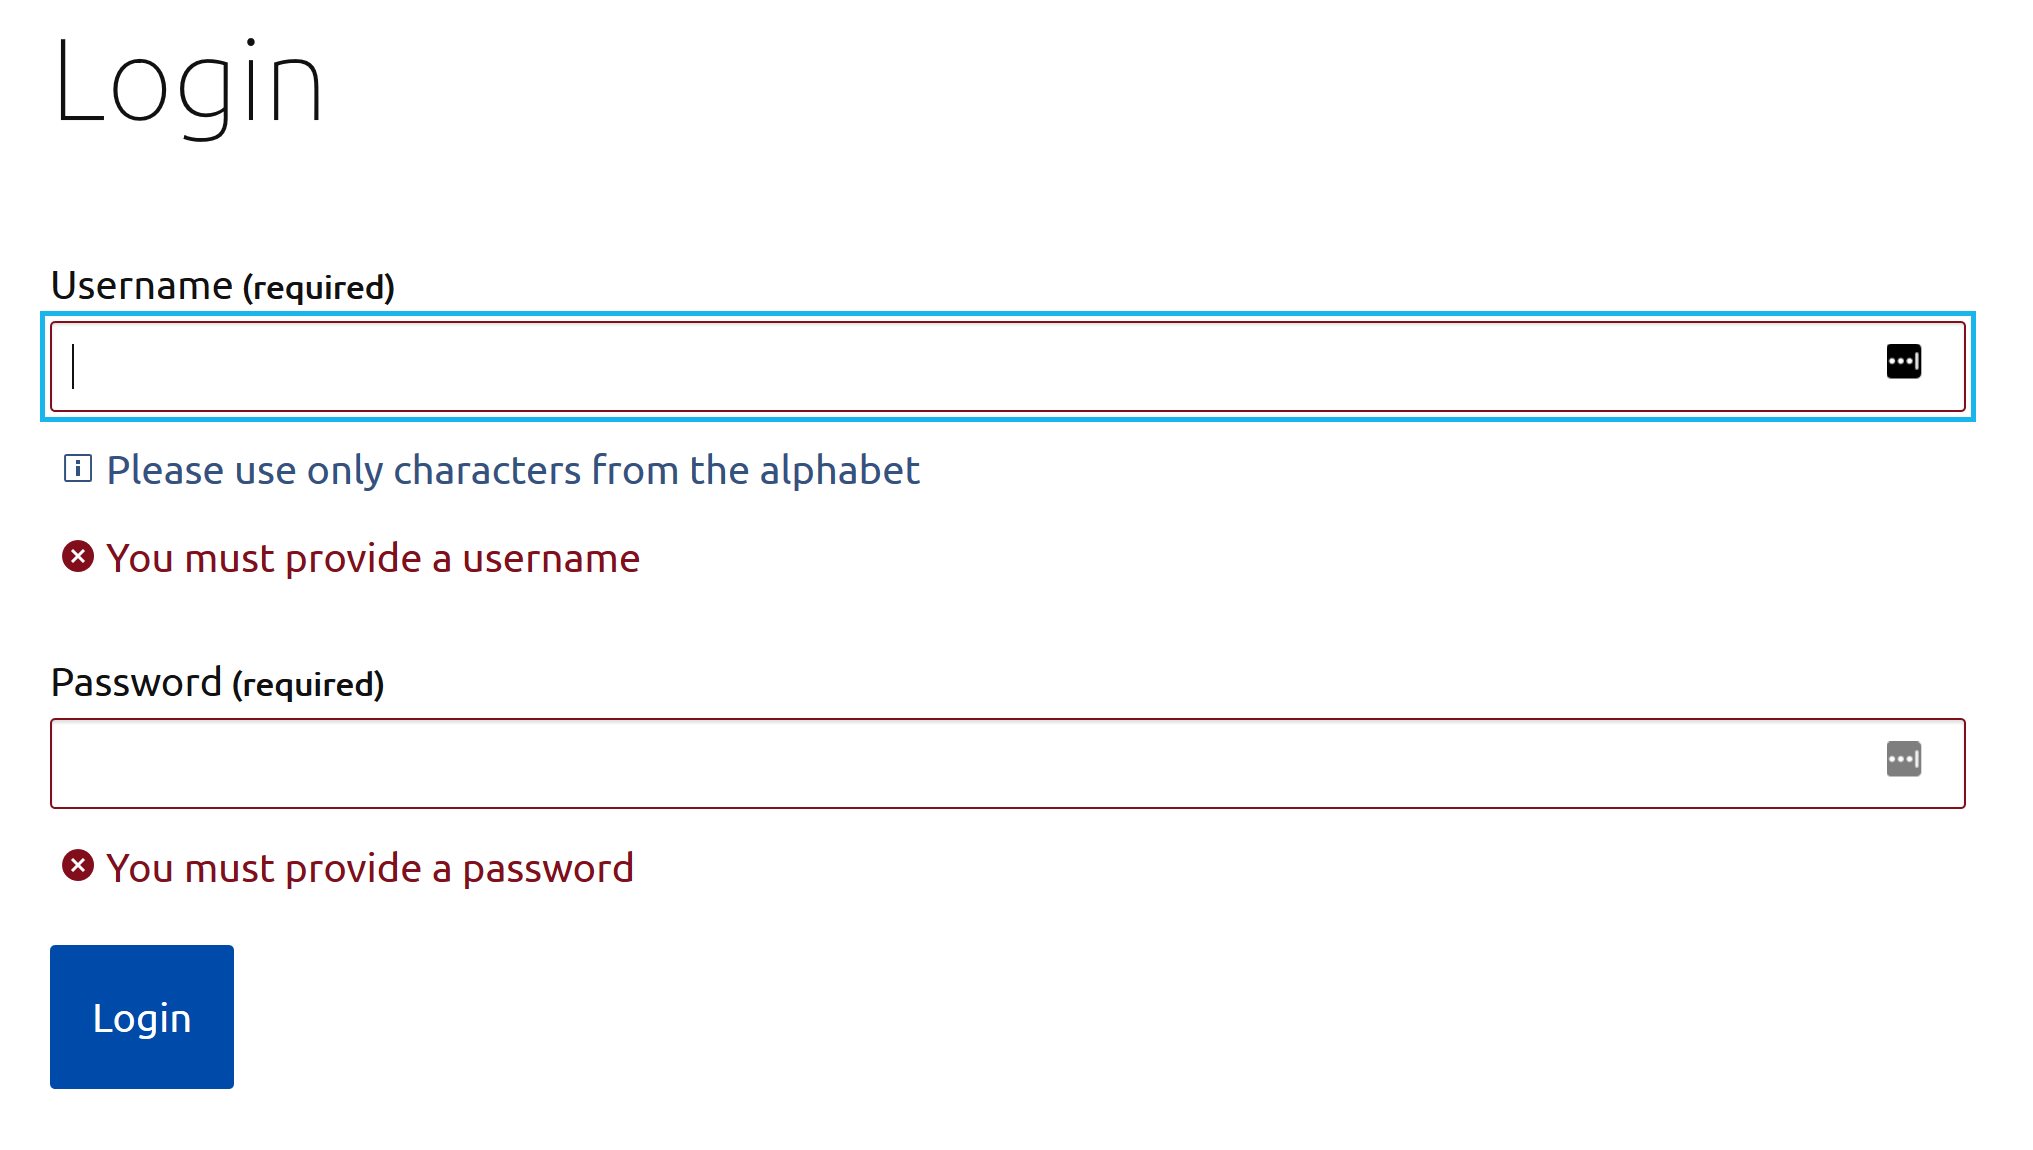 Login
Username (required)
Please use only characters from the alphabet
You must provide a username
Password (required)
You must provide a password
Login